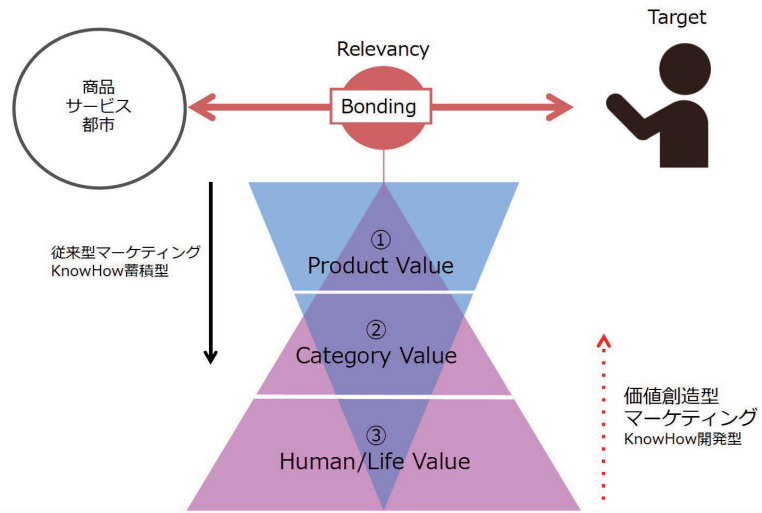 Target
Relevancy
商品
サービス
都市
Bonding
従来型マーケティング
KnowHow蓄積型
①
Product Value
②
Category Value
③
Human/Life Value
価値創造型
マーケティング
KnowHow開発型